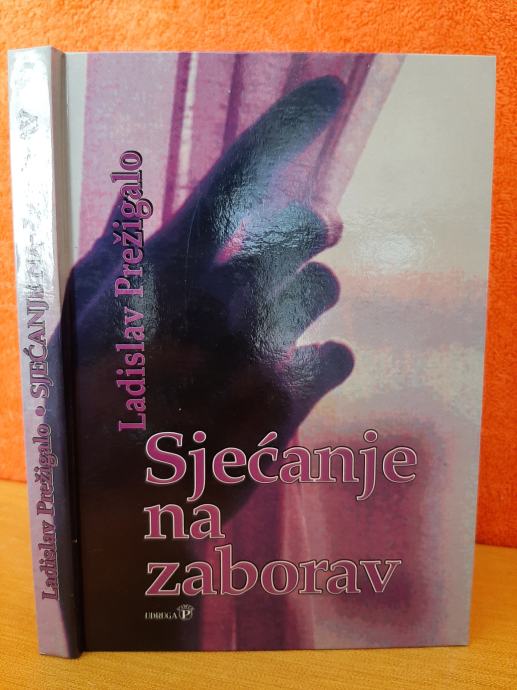 Ladislav Prežigalo
Sjećanje
na
zaborav
UDRUGA
P
Ladislav Prežigalo • SJEĆANJE